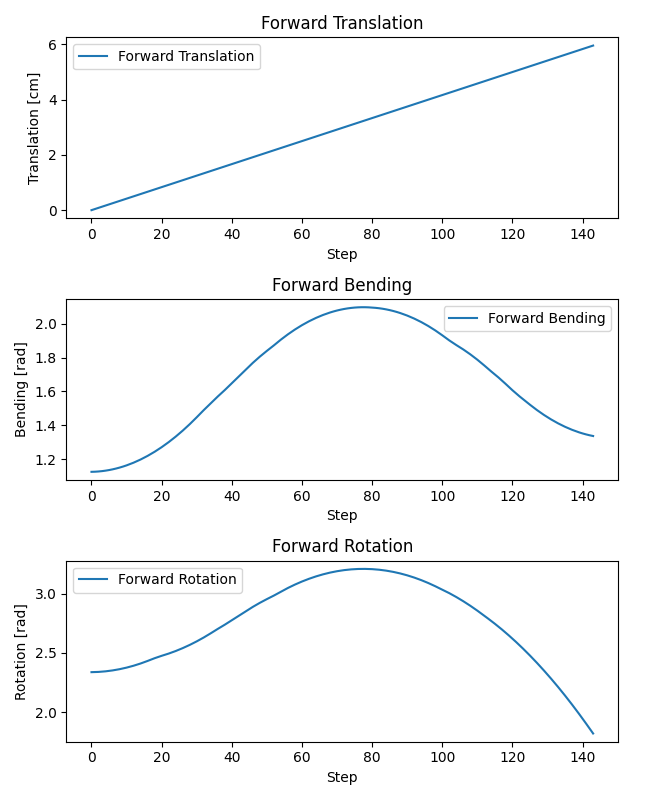 Forward Translation
Forward Translation
Translation [cm]
6
4
2
0
0 20 40 60 80 100 120 140
Step
Forward Bending
Forward Bending
Bending [rad]
2.0
1.8
1.6
1.4
1.2
0 20 40 60 80 100 120 140
Step
Forward Rotation
Forward Rotation
Rotation [rad]
3.0
2.5
2.0
0 20 40 60 80 100 120 140
Step